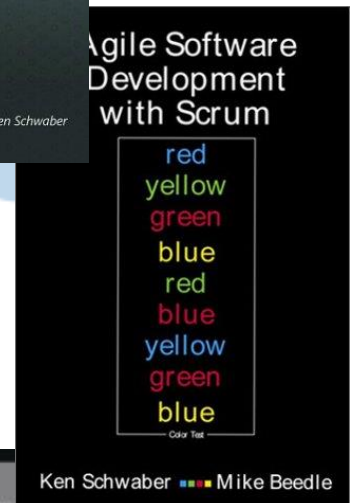 Agile Software
Development
with Scrum
en Schwaber
red
yellow
green
blue
red
blue
yellow
green
blue
Color Test
Ken Schwaber Mike Beedle